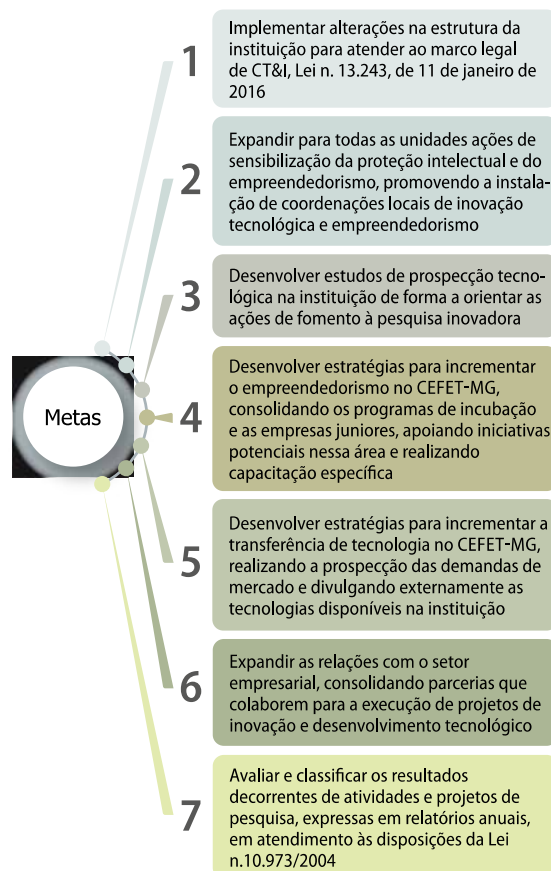 Metas
1
Implementar alterações na estrutura da
instituição para atender ao marco legal
de CT&I, Lei n. 13.243, de 11 de janeiro de
2016
2
Expandir para todas as unidades ações de
sensibilização da proteção intelectual e do
empreendedorismo, promovendo a instala-
ção de coordenações locais de inovação
tecnológica e empreendedorismo
3
Desenvolver estudos de prospecção tecno-
lógica na instituição de forma a orientar as
ações de fomento à pesquisa inovadora
4
Desenvolver estratégias para incrementar
o empreendedorismo no CEFET-MG,
consolidando os programas de incubação
e as empresas juniores, apoiando iniciativas
potenciais nessa área e realizando
capacitação específica
5
Desenvolver estratégias para incrementar a
transferência de tecnologia no CEFET-MG,
realizando a prospecção das demandas de
mercado e divulgando externamente as
tecnologias disponíveis na instituição
6
Expandir as relações com o setor
empresarial, consolidando parcerias que
colaborem para a execução de projetos de
inovação e desenvolvimento tecnológico
7
Avaliar e classificar os resultados
decorrentes de atividades e projetos de
pesquisa, expressas em relatórios anuais,
em atendimento às disposições da Lei
n.10.973/2004